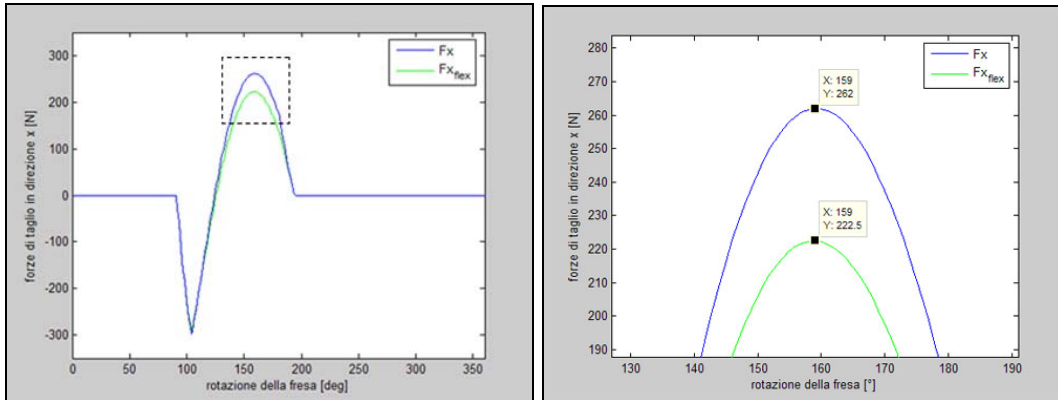 Fx
Fx_flex
300
200
100
0
-100
-200
-300
0
50
100
150
200
250
300
350
forze di taglio in direzione x [N]
rotazione della fresa [deg]
Fx
Fx_flex
X: 159
Y: 262
X: 159
Y: 222.5
280
270
260
250
240
230
220
210
200
190
130
140
150
160
170
180
190
forze di taglio in direzione x [N]
rotazione della fresa [°]